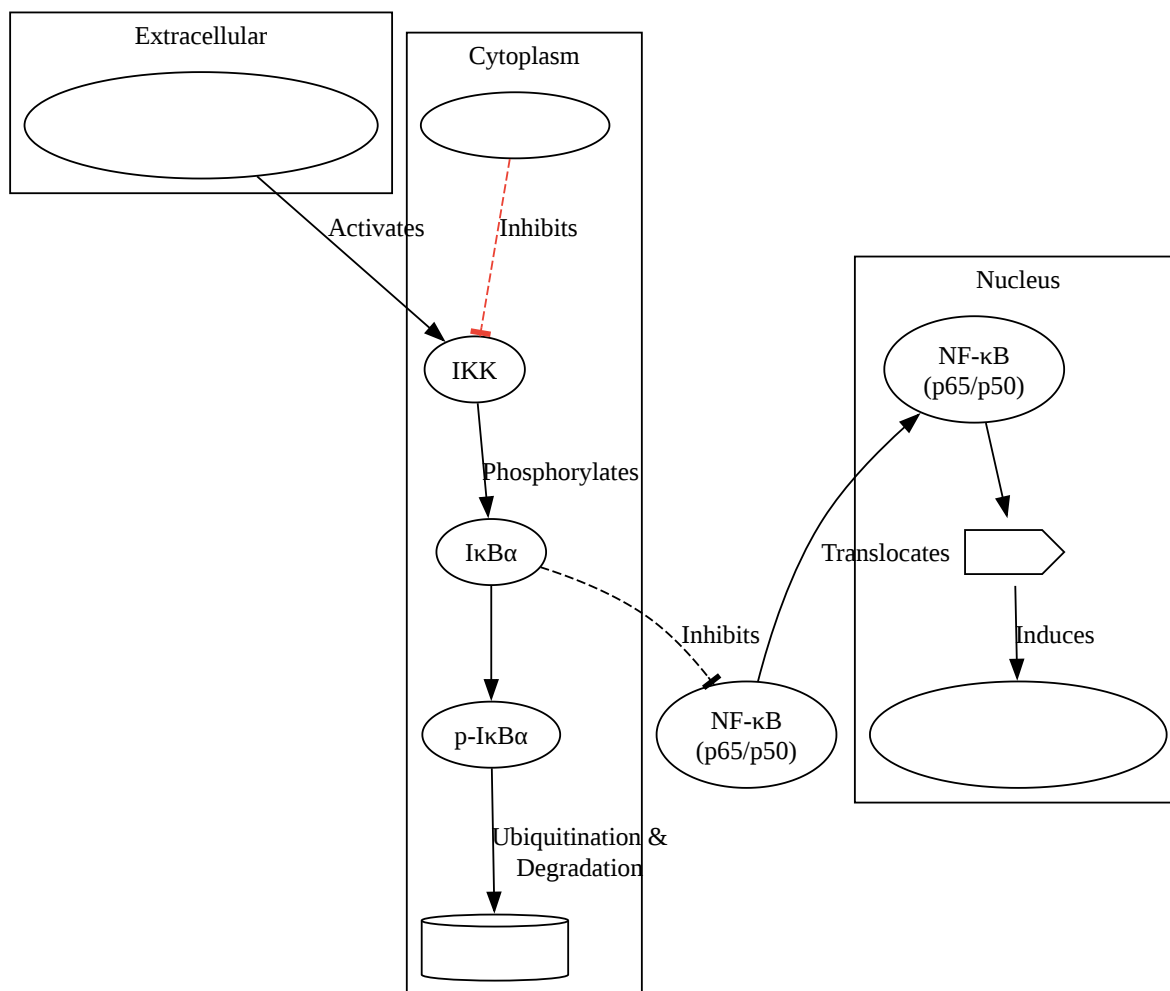 Extracellular
Cytoplasm
Activates
Inhibits
Nucleus
IKK
NF-κB
(p65/p50)
Phosphorylates
IκBα
Translocates
Inhibits
Induces
p-IκBα
NF-κB
(p65/p50)
Ubiquitination &
Degradation